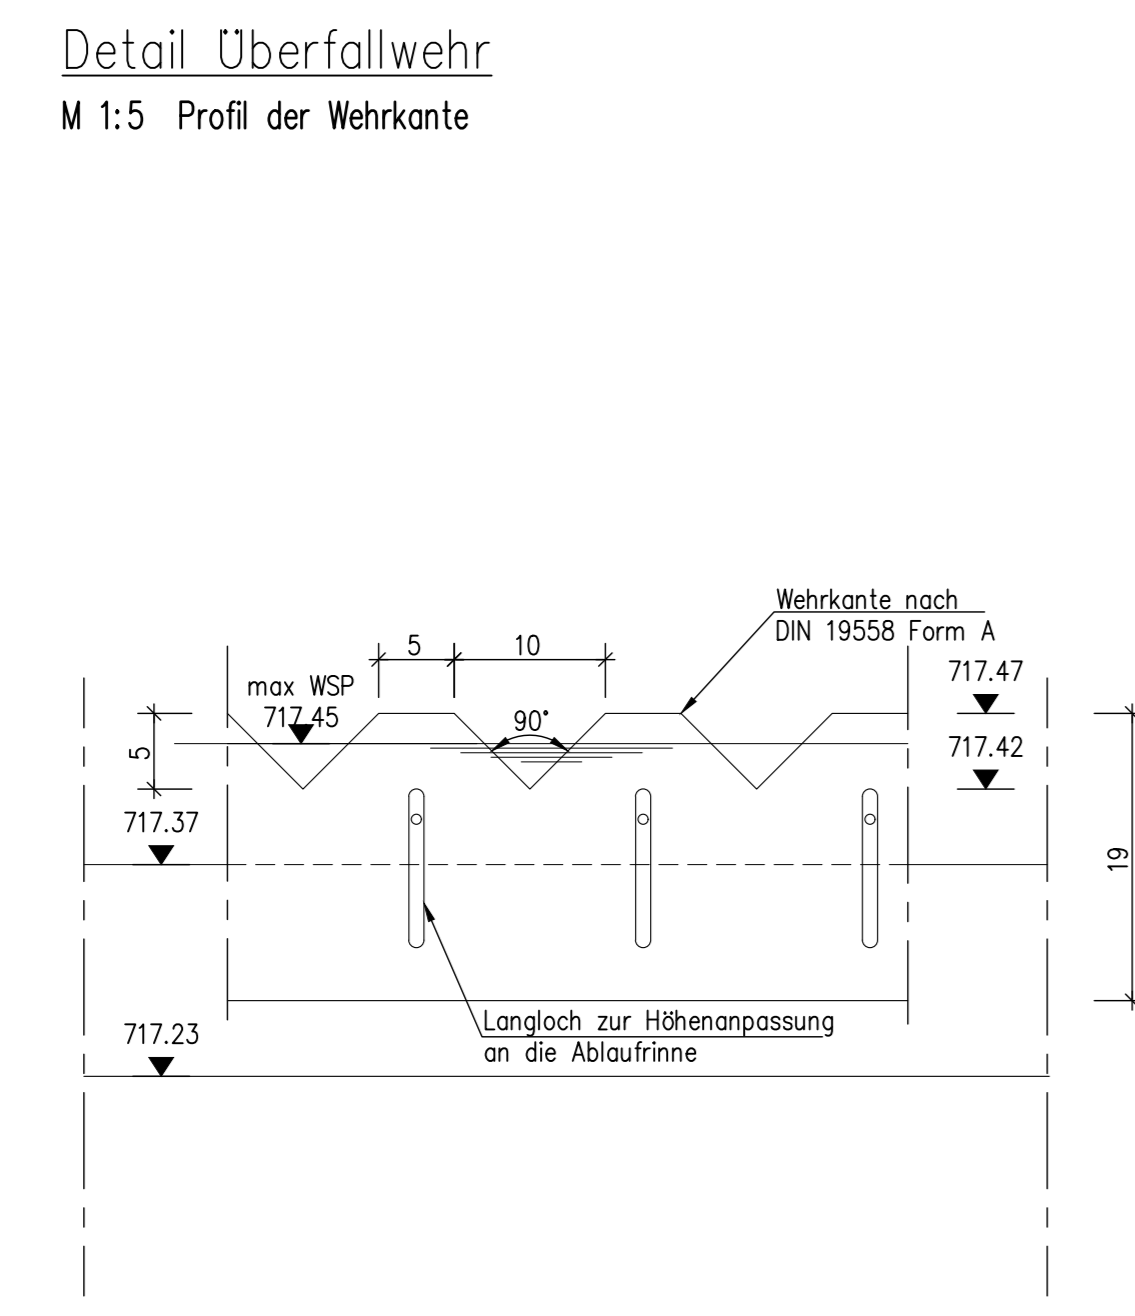 Detail Überfallwehr
M 1:5 Profil der Wehrkante
Wehrkante nach
DIN 19558 Form A
5
10
717.47
max WSP
717.45
90°
717.42
5
717.37
19
Langloch zur Höhenanpassung
an die Ablaufrinne
717.23